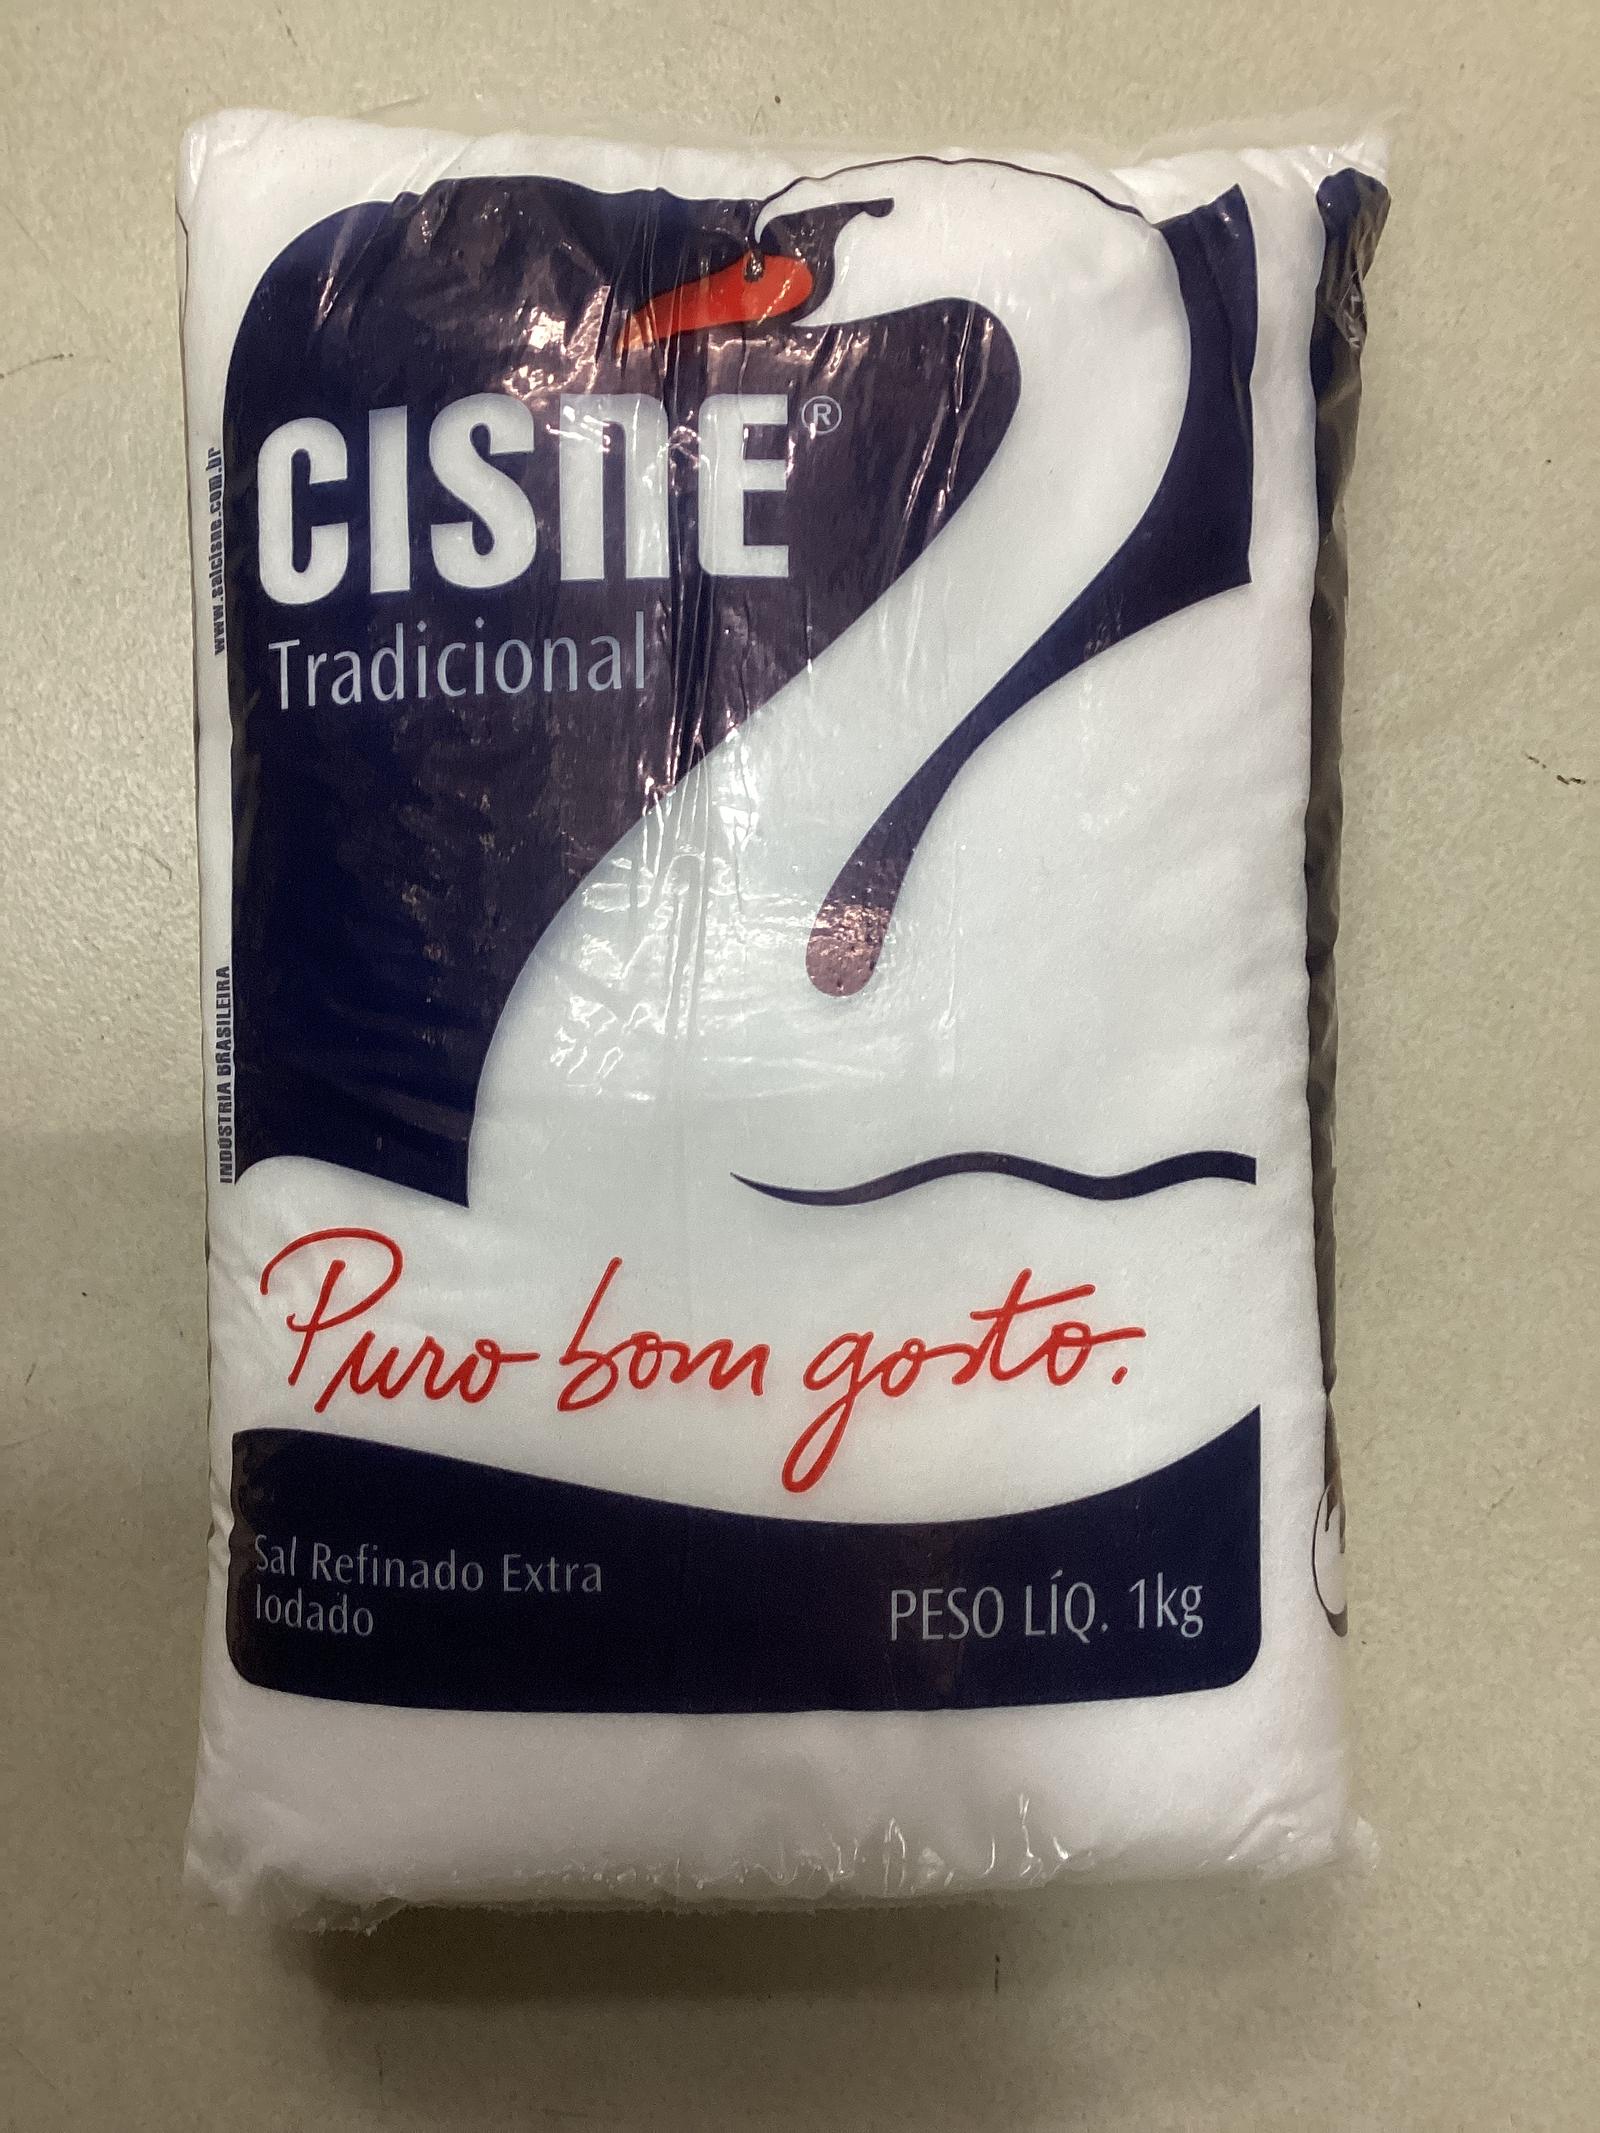 CISNE®
Tradicional
www.salcisne.com.br
INDÚSTRIA BRASILEIRA
Puro bom gosto.
Sal Refinado Extra
Iodado
PESO LÍQ. 1kg